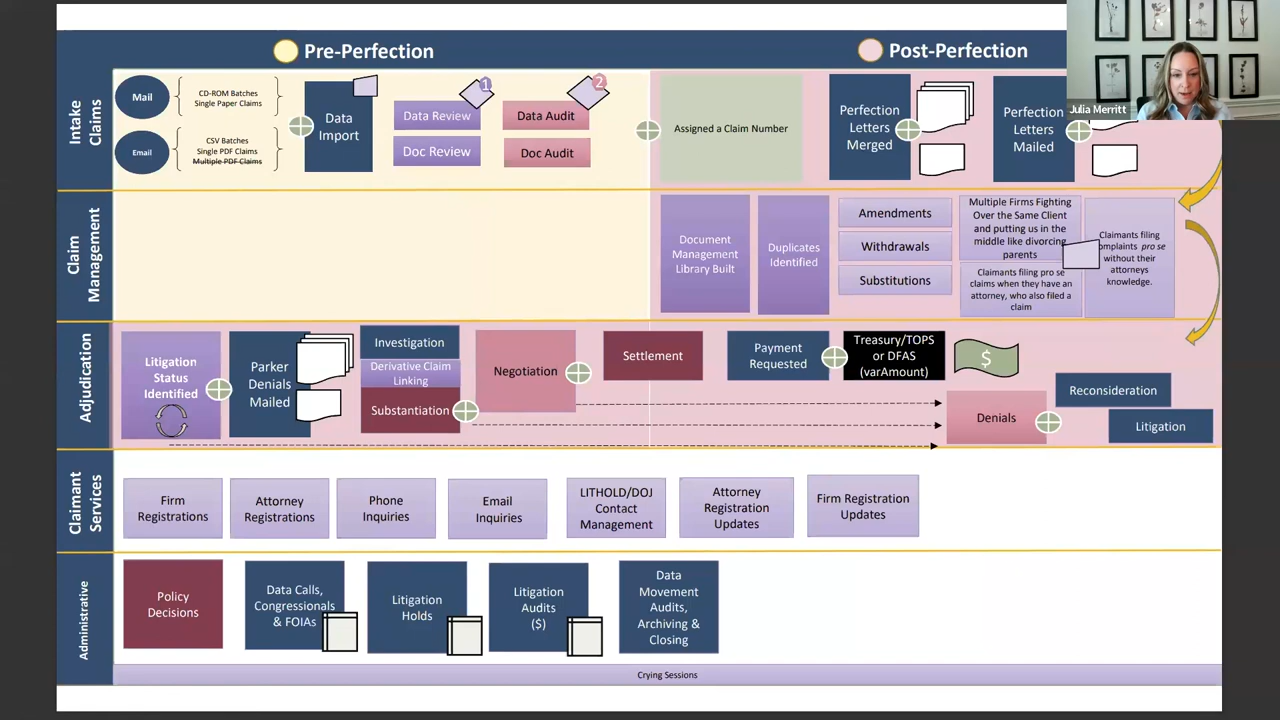 Pre-Perfection
Post-Perfection
Julia Merritt
Intake
Claims
Mail
CD-ROM Batches
Single Paper Claims
Email
CSV Batches
Single PDF Claims
Multiple PDF Claims
Data
Import
1
Data Review
Doc Review
2
Data Audit
Doc Audit
Assigned a Claim Number
Perfection
Letters
Merged
Perfection
Letters
Mailed
Claim
Management
Document
Management
Library Built
Duplicates
Identified
Amendments
Withdrawals
Substitutions
Multiple Firms Fighting
Over the Same Client
and putting us in the
middle like divorcing
parents
Claimants filing pro se
claims when they have an
attorney, who also filed a
claim
Claimants filing
omplaints pro se
without their
attorneys
knowledge.
Adjudication
Litigation
Status
Identified
Parker
Denials
Mailed
Investigation
Derivative Claim
Linking
Substantiation
Negotiation
Settlement
Payment
Requested
Treasury/TOPS
or DFAS
(varAmount)
$
Denials
Reconsideration
Litigation
Claimant
Services
Firm
Registrations
Attorney
Registrations
Phone
Inquiries
Email
Inquiries
LITHOLD/DOJ
Contact
Management
Attorney
Registration
Updates
Firm Registration
Updates
Administrative
Policy
Decisions
Data Calls,
Congressionals
& FOIAs
Litigation
Holds
Litigation
Audits
($)
Data
Movement
Audits,
Archiving &
Closing
Crying Sessions